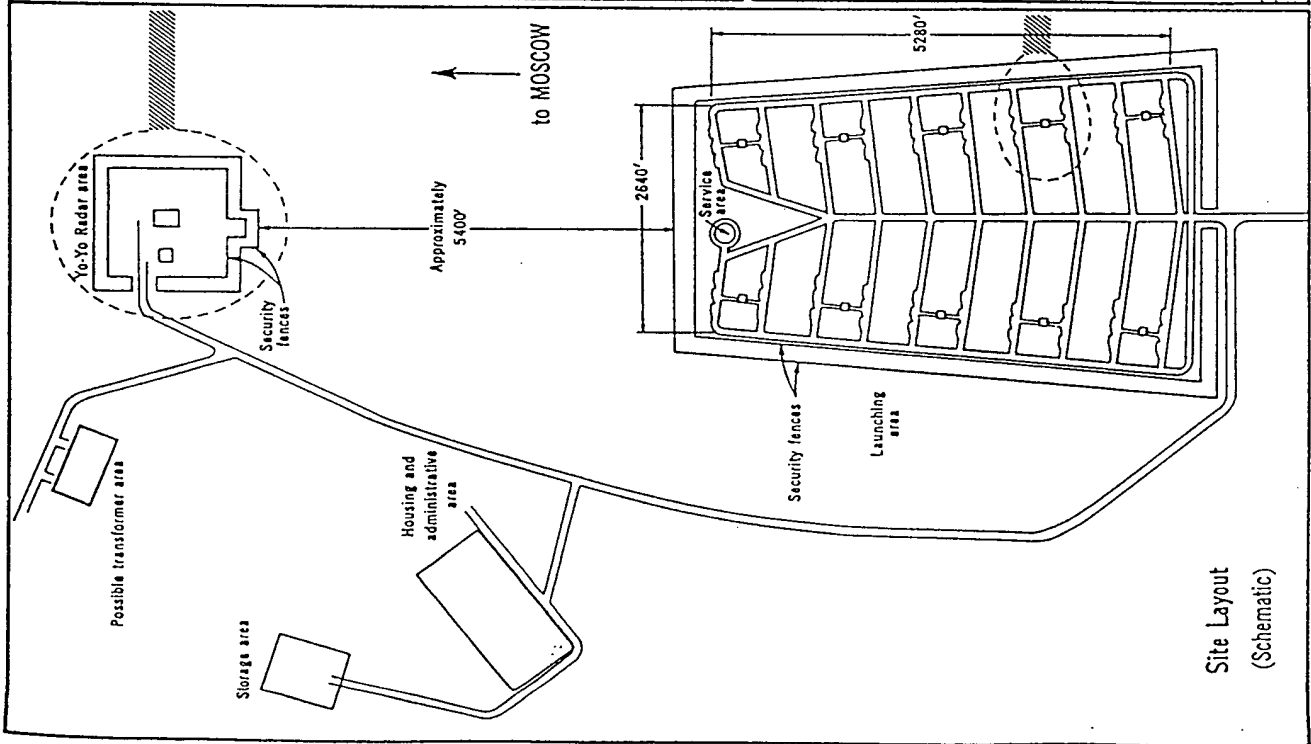 Yo-Yo Radar area
Security
fences
to MOSCOW
Approximately
5400'
5280'
2640'
Service
area
Possible transformer area
Housing and
administrative
area
Storage area
Security fences
Launching
area
Site Layout
(Schematic)